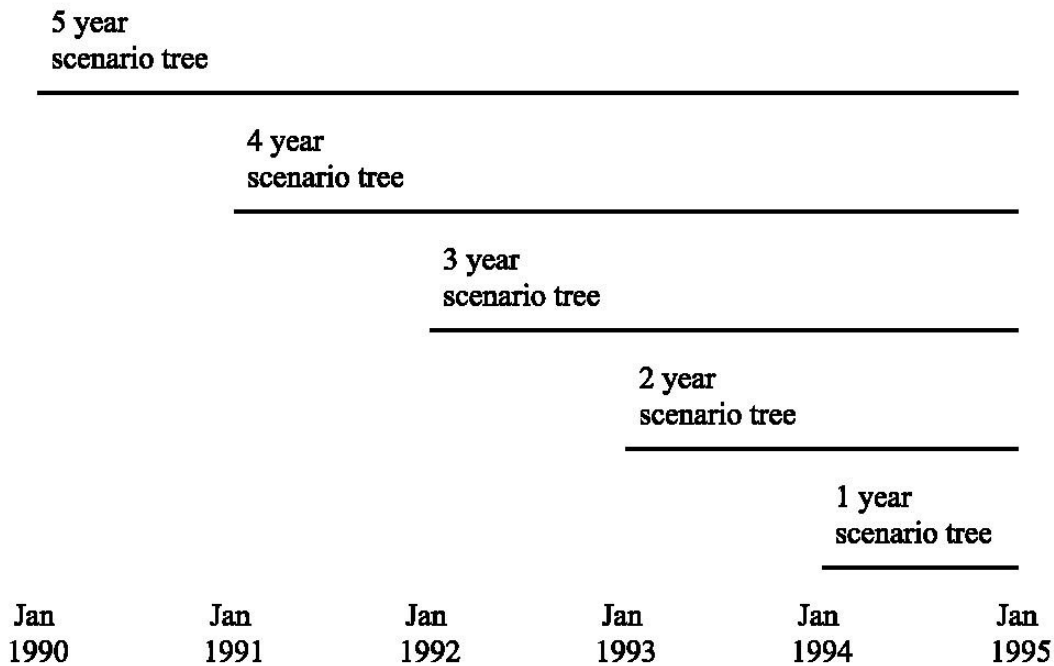 5 year
scenario tree
4 year
scenario tree
3 year
scenario tree
2 year
scenario tree
1 year
scenario tree
Jan Jan Jan Jan Jan Jan
1990 1991 1992 1993 1994 1995